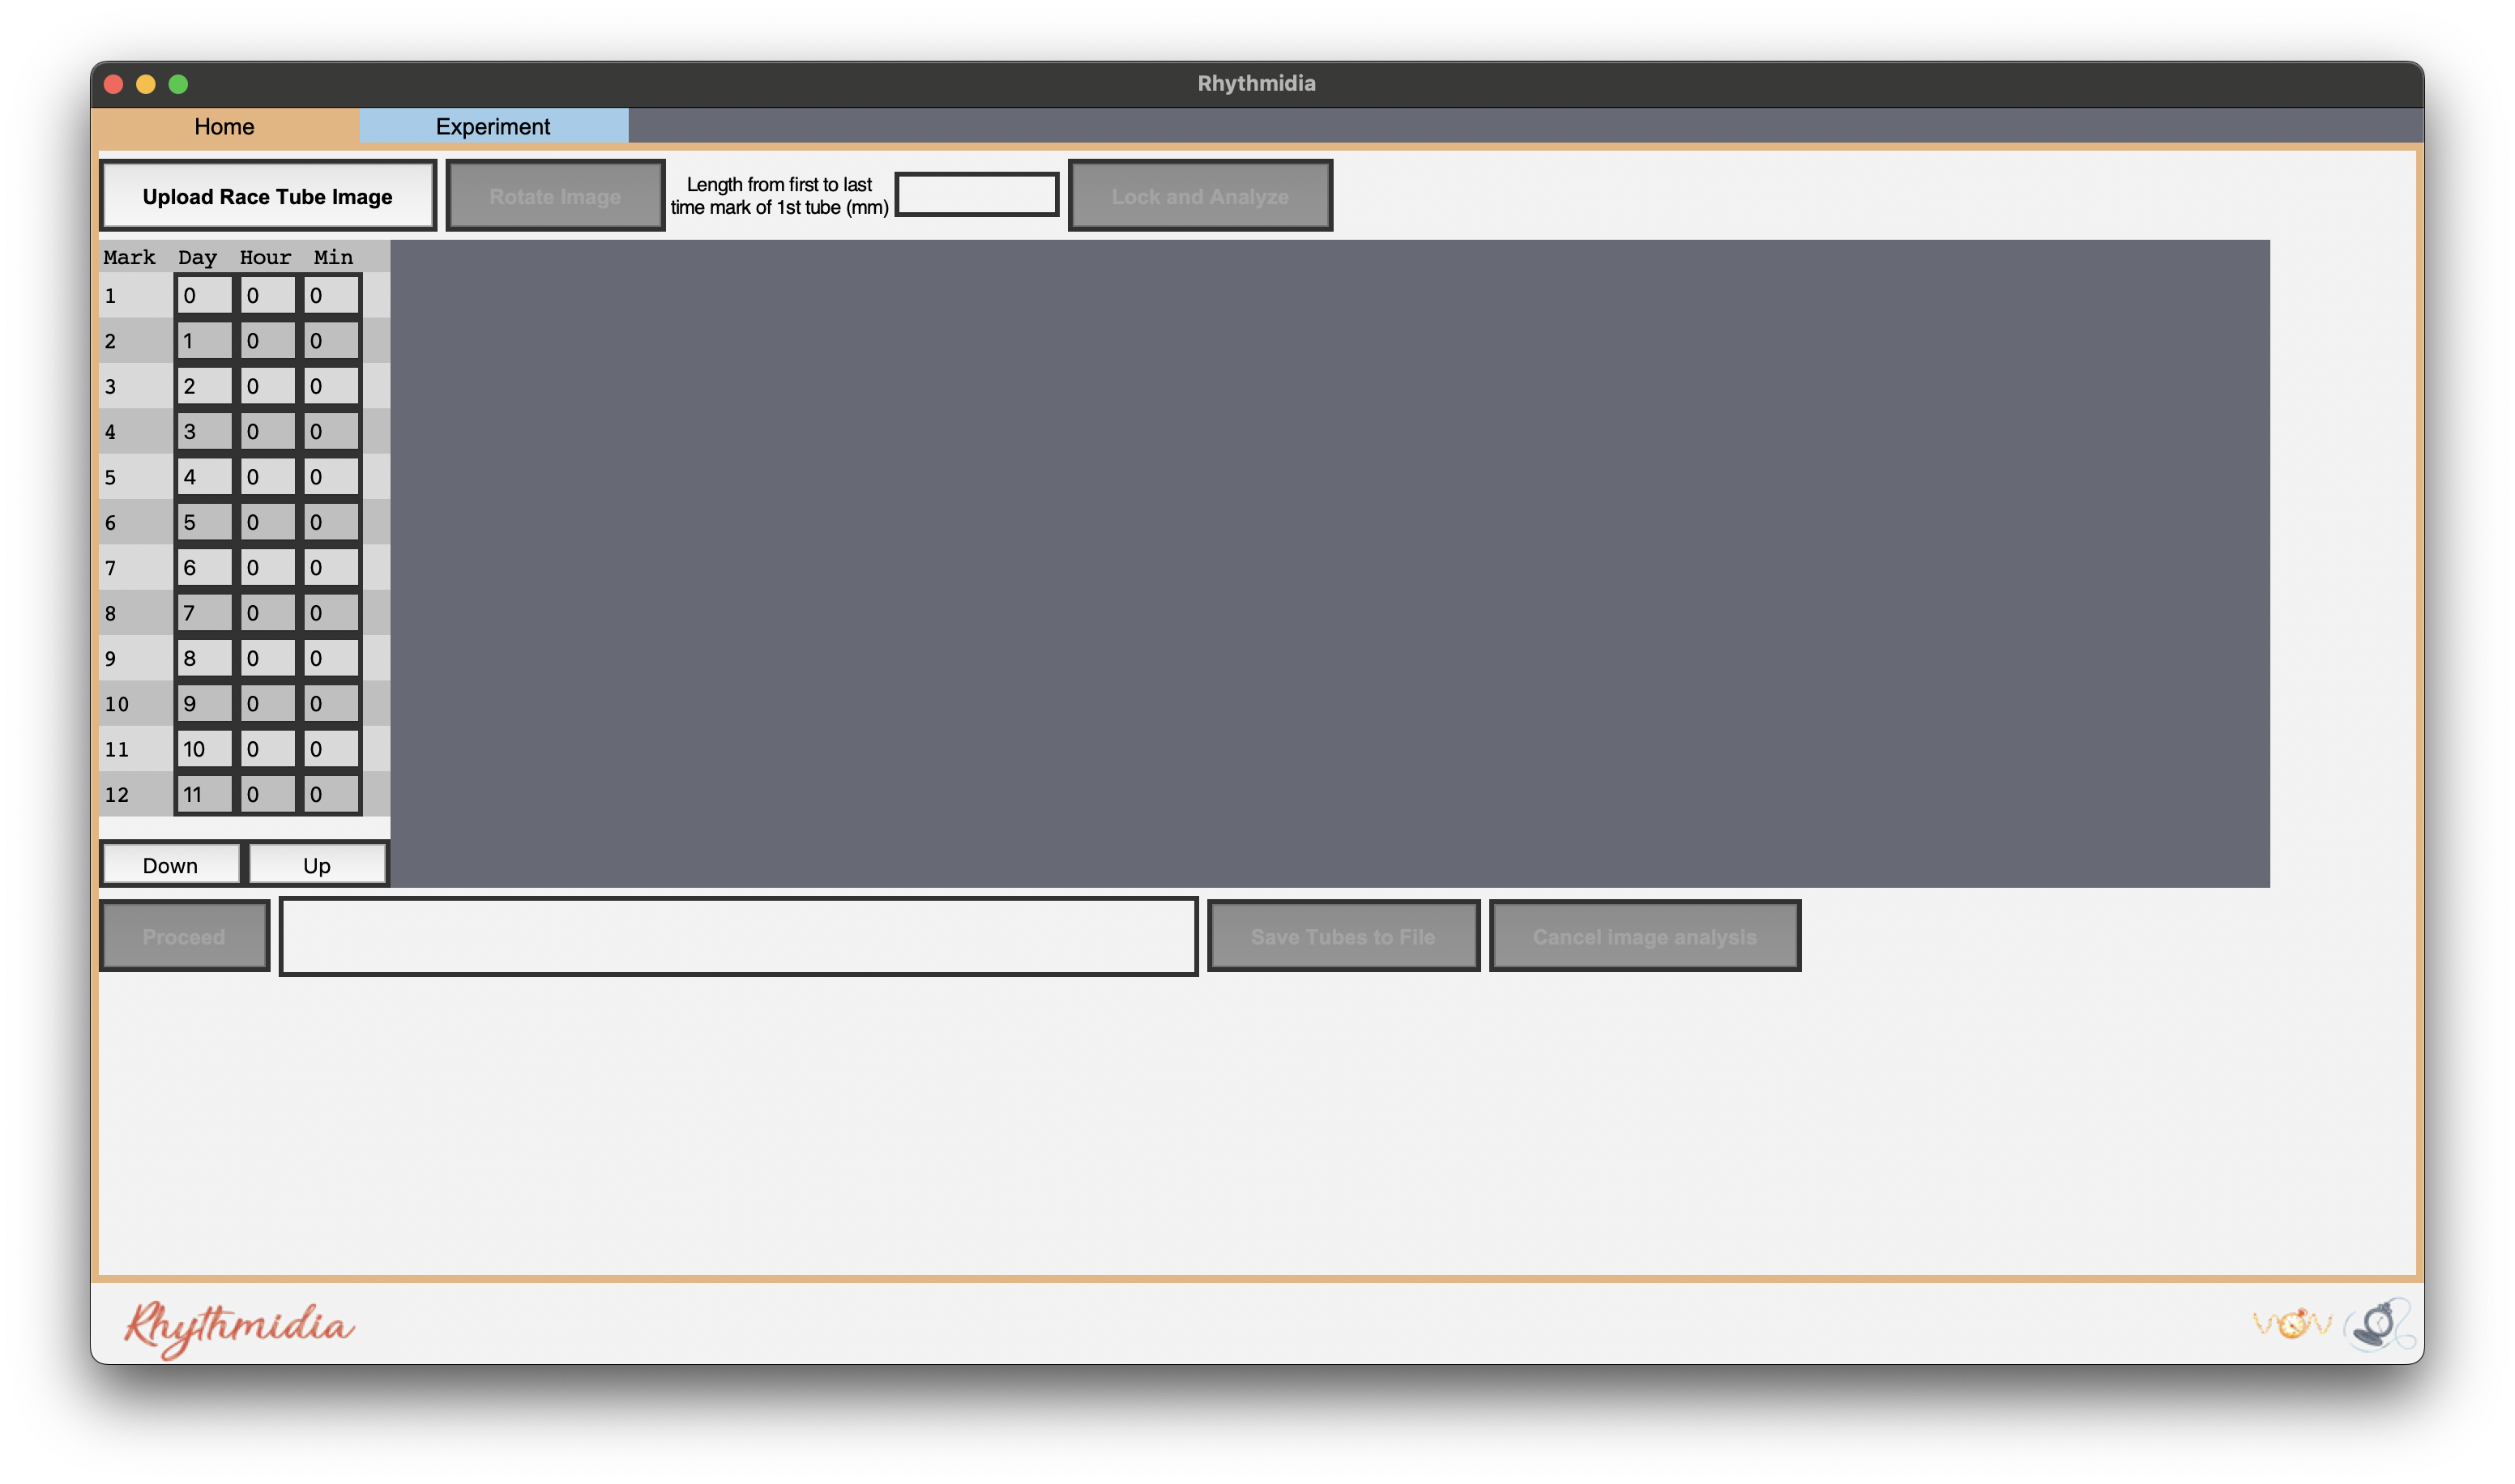 Rhythmidia
Home Experiment
Upload Race Tube Image Rotate Image Length from first to last time mark of 1st tube (mm) Lock and Analyze
Mark Day Hour Min
1 0 0 0
2 1 0 0
3 2 0 0
4 3 0 0
5 4 0 0
6 5 0 0
7 6 0 0
8 7 0 0
9 8 0 0
10 9 0 0
11 10 0 0
12 11 0 0
Down Up
Proceed Save Tubes to File Cancel image analysis
Rhythmidia